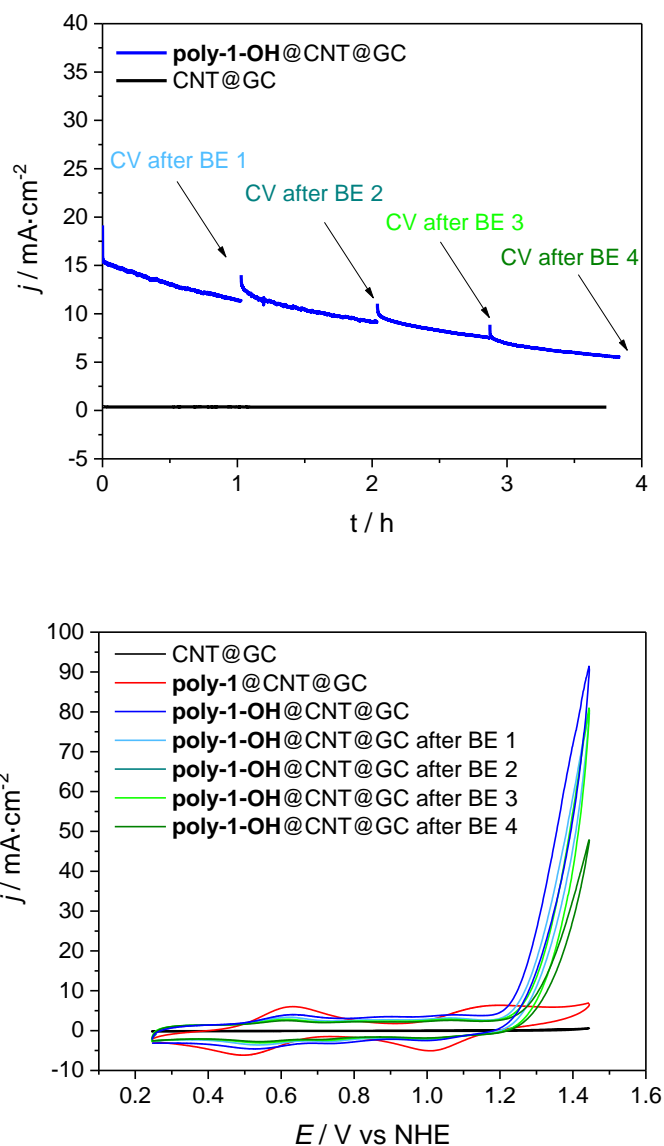 40
35
30
25
20
15
10
5
0
-5
j / mA·cm-2
poly-1-OH@CNT@GC
CNT@GC
CV after BE 1
CV after BE 2
CV after BE 3
CV after BE 4
0 1 2 3 4
t / h
100
90
80
70
60
50
40
30
20
10
0
-10
j / mA·cm-2
CNT@GC
poly-1@CNT@GC
poly-1-OH@CNT@GC
poly-1-OH@CNT@GC after BE 1
poly-1-OH@CNT@GC after BE 2
poly-1-OH@CNT@GC after BE 3
poly-1-OH@CNT@GC after BE 4
0.2 0.4 0.6 0.8 1.0 1.2 1.4 1.6
E / V vs NHE